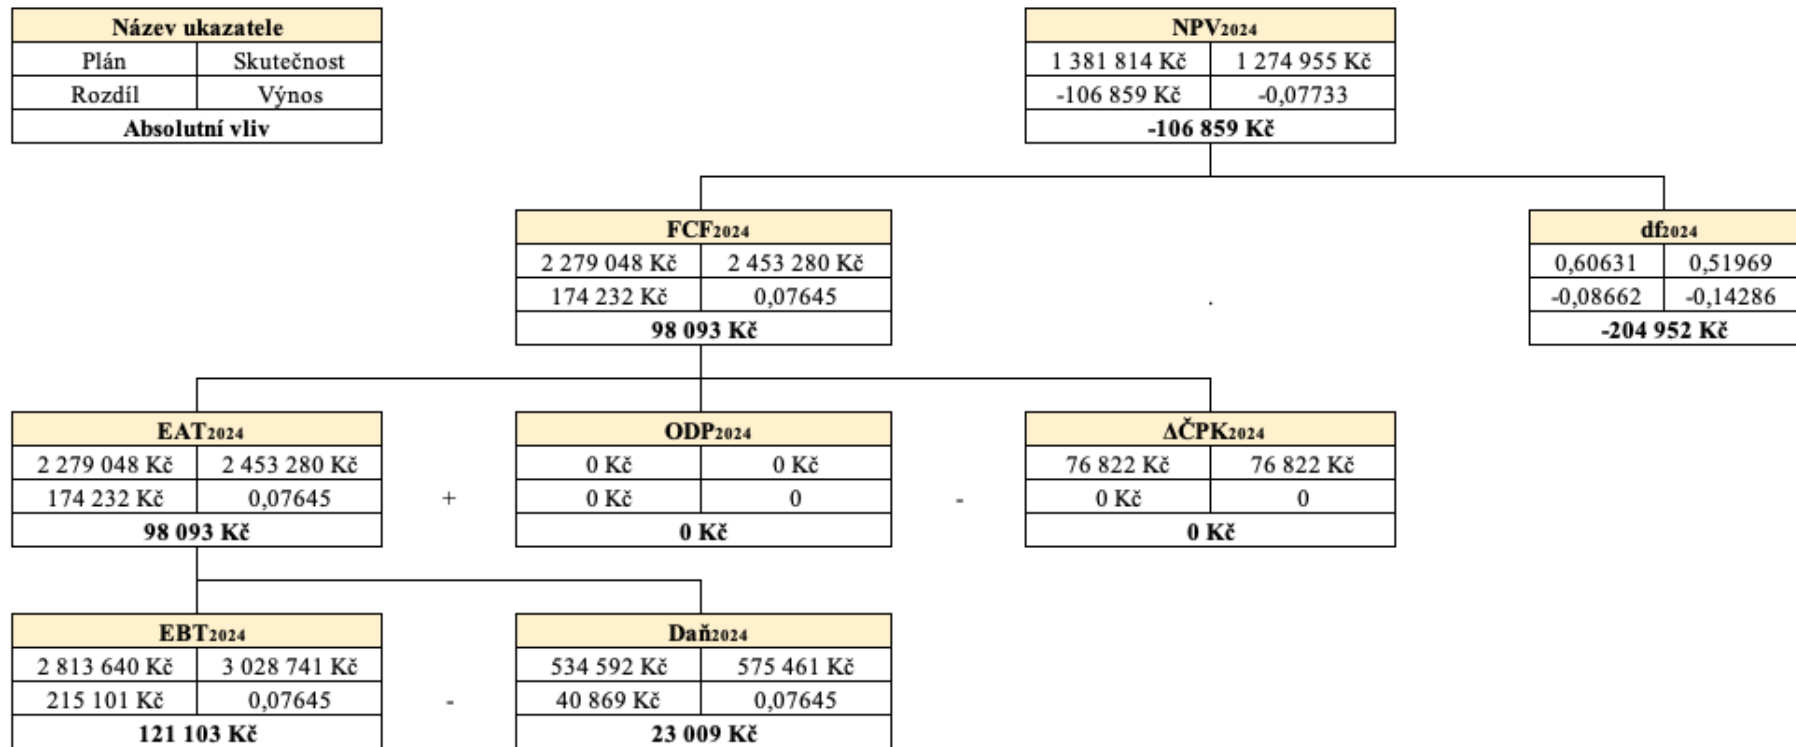 Název ukazatele
Plán Skutečnost
Rozdíl Výnos
Absolutní vliv
NPV2024
1 381 814 Kč 1 274 955 Kč
-106 859 Kč -0,07733
-106 859 Kč
FCF2024
2 279 048 Kč 2 453 280 Kč
174 232 Kč 0,07645
98 093 Kč
.
df2024
0,60631 0,51969
-0,08662 -0,14286
-204 952 Kč
EAT2024
2 279 048 Kč 2 453 280 Kč
174 232 Kč 0,07645
98 093 Kč
+
ODP2024
0 Kč 0 Kč
0 Kč 0
0 Kč
-
ΔČPK2024
76 822 Kč 76 822 Kč
0 Kč 0
0 Kč
EBT2024
2 813 640 Kč 3 028 741 Kč
215 101 Kč 0,07645
121 103 Kč
-
Daň2024
534 592 Kč 575 461 Kč
40 869 Kč 0,07645
23 009 Kč